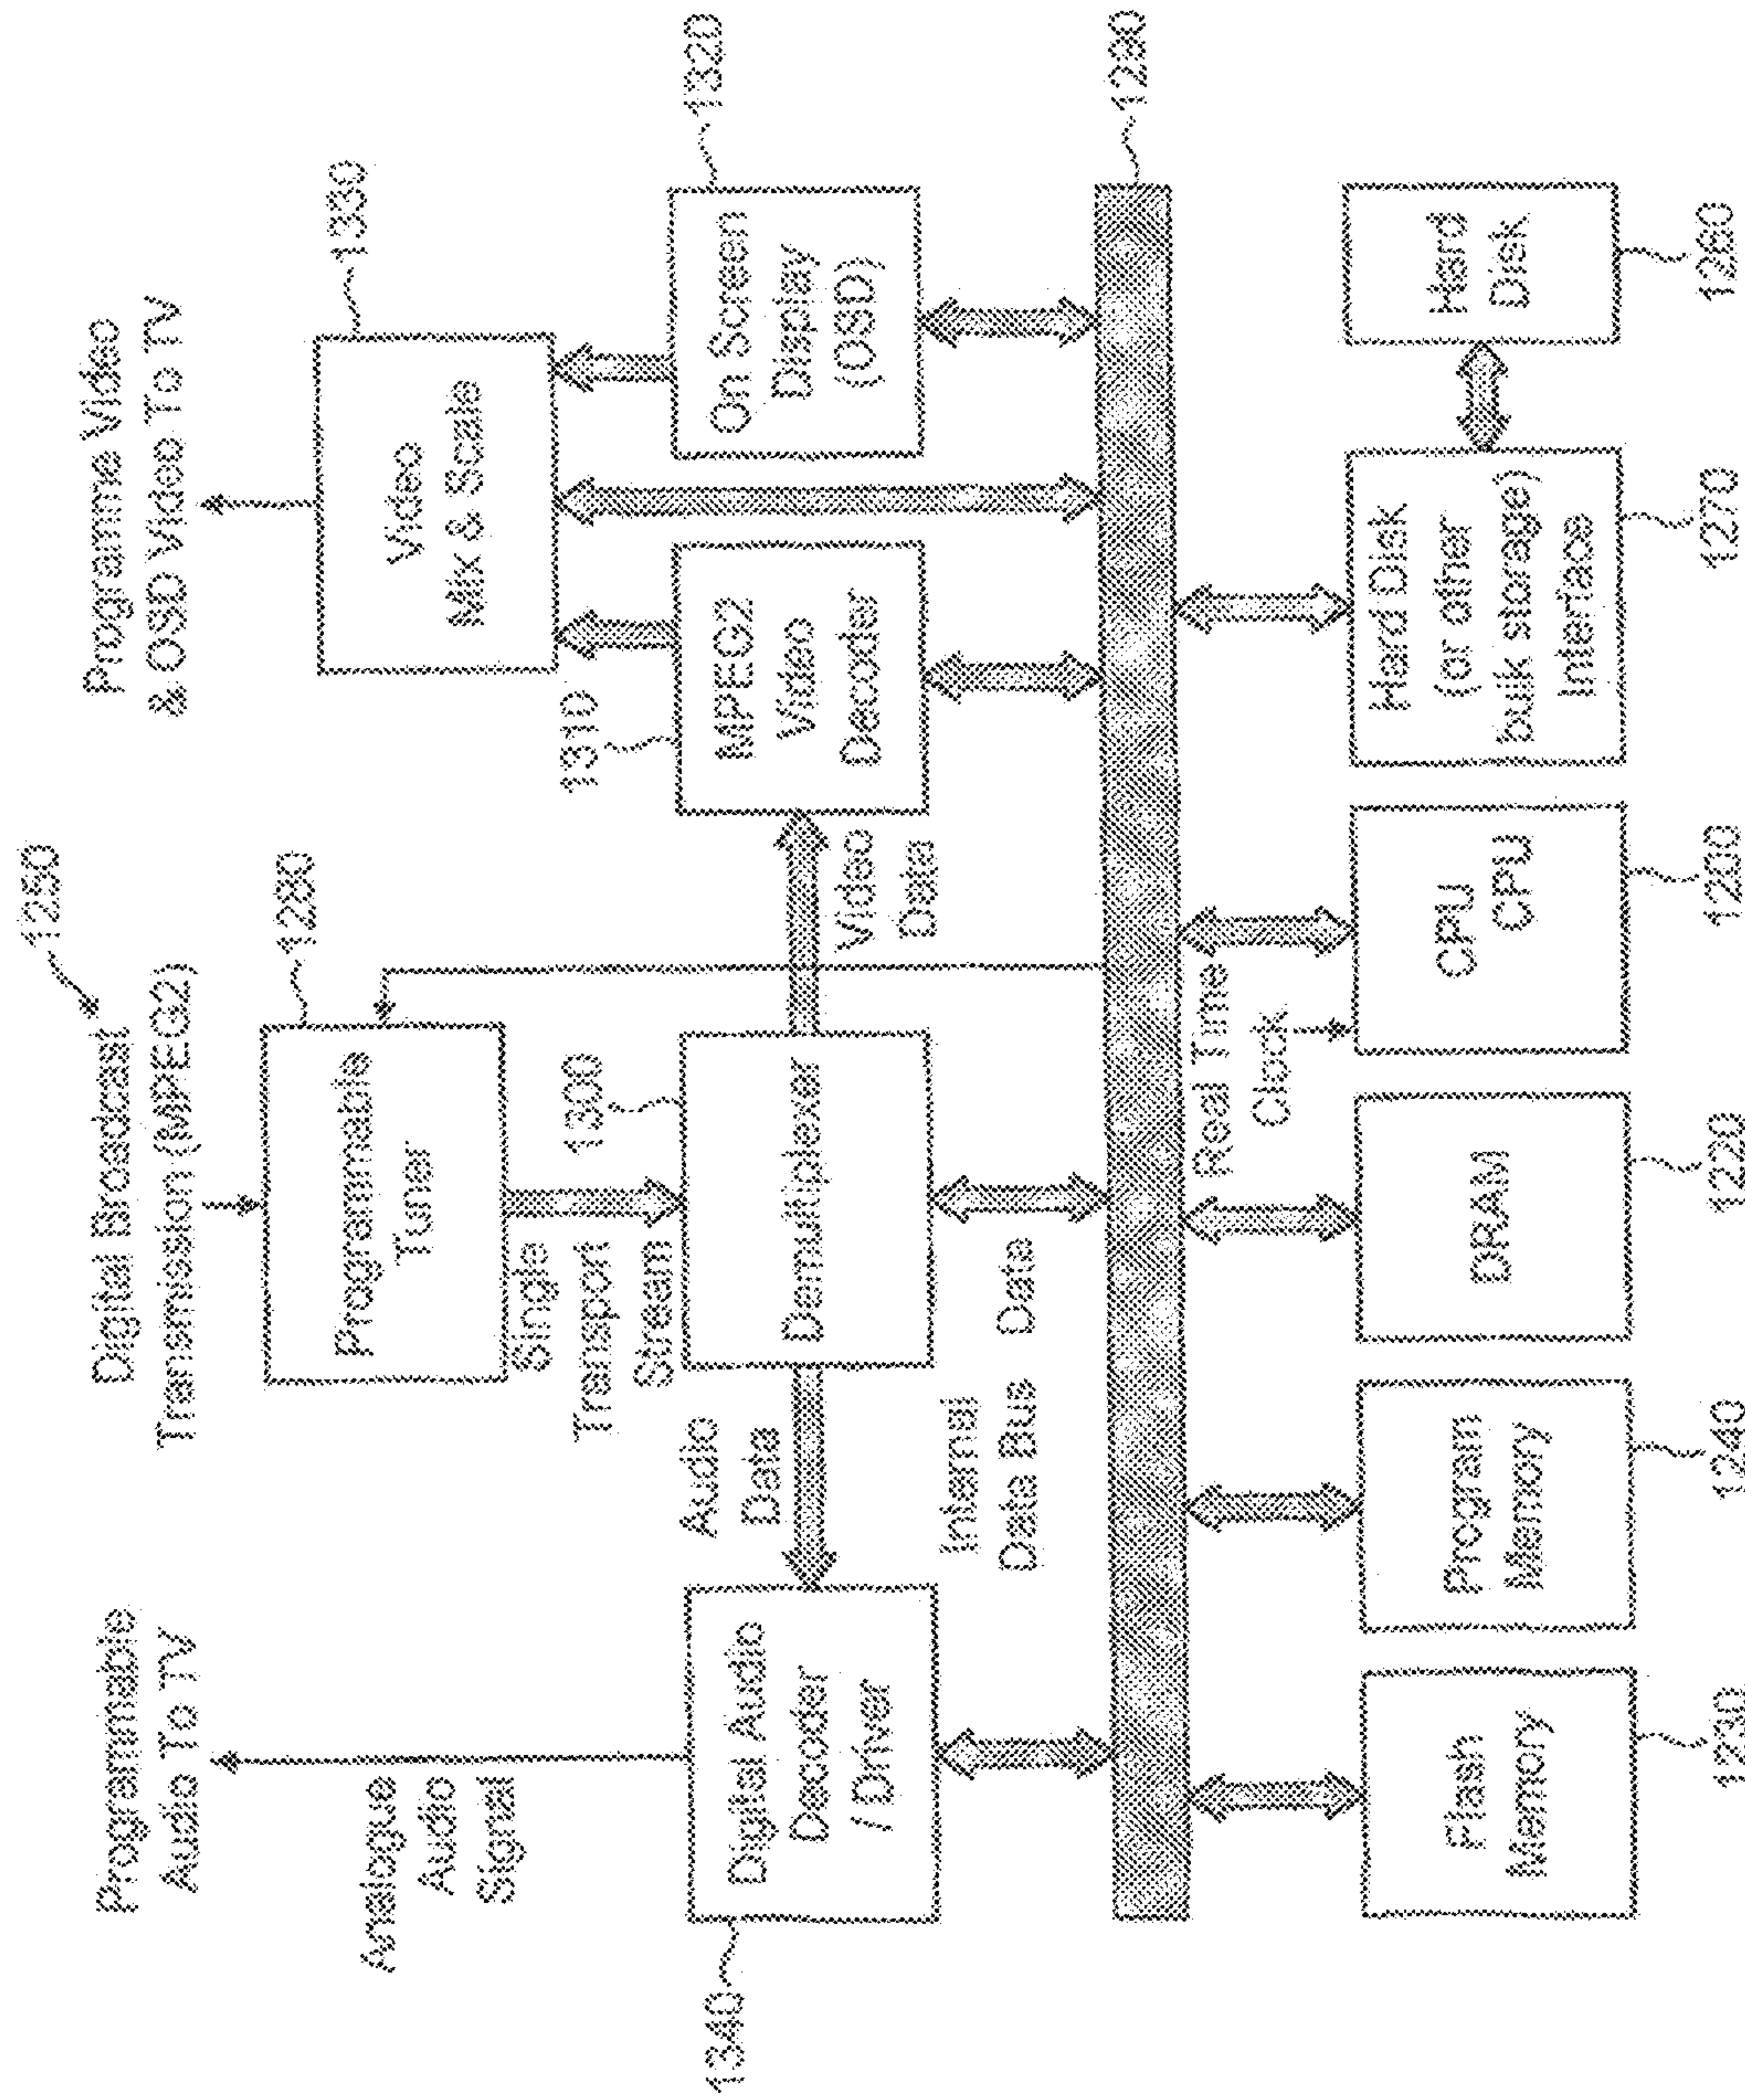 Programmable
Audio To TV
Analogue
Audio
Signal
Digital Broadcast
Transmission (MPEG2)
1250
Programme Video
& OSD Video To TV
Programmable
Tuner
1280
Video
Mix & Scale
1330
Single
Transport
Stream
1300
1310
Audio
Data
Digital Audio
Decoder
/ Driver
1340
Demultiplexer
Video
Data
MPEG2
Video
Decoder
On Screen
Display
(OSD)
1320
Internal
Data Bus Data
1290
Real Time
Clock
Flash
Memory
1230
Program
Memory
1240
DRAM
1220
CPU
CPU
1200
Hard Disk
(or other
bulk storage)
Interface
1270
Hard
Disk
1260